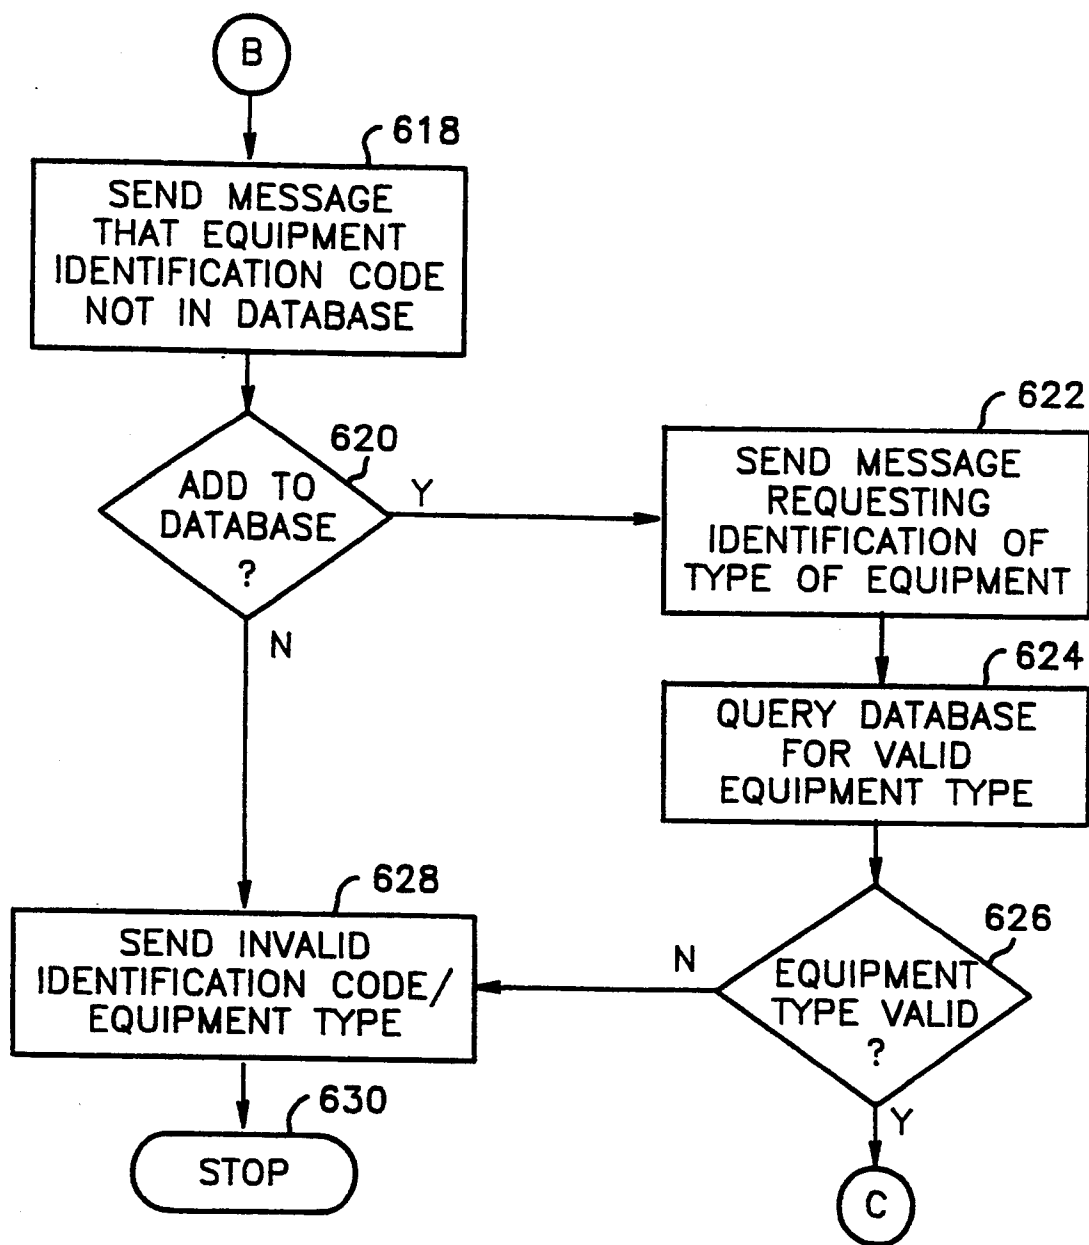 B
618
SEND MESSAGE
THAT EQUIPMENT
IDENTIFICATION CODE
NOT IN DATABASE
620
ADD TO
DATABASE
?
Y
N
622
SEND MESSAGE
REQUESTING
IDENTIFICATION OF
TYPE OF EQUIPMENT
624
QUERY DATABASE
FOR VALID
EQUIPMENT TYPE
626
EQUIPMENT
TYPE VALID
?
N
Y
628
SEND INVALID
IDENTIFICATION CODE/
EQUIPMENT TYPE
630
STOP
C